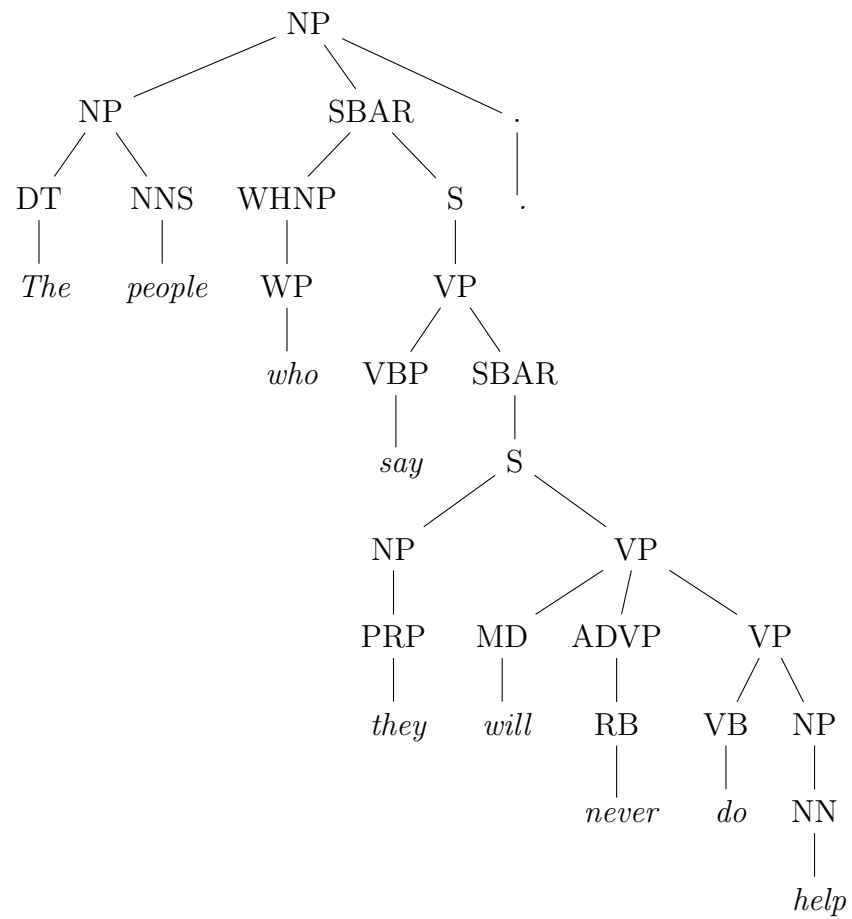 NP
NP SBAR .
DT NNS WHNP S .
The people WP VP
who VBP SBAR
say S
NP VP
PRP MD ADVP VP
they will RB VB NP
never do NN
help